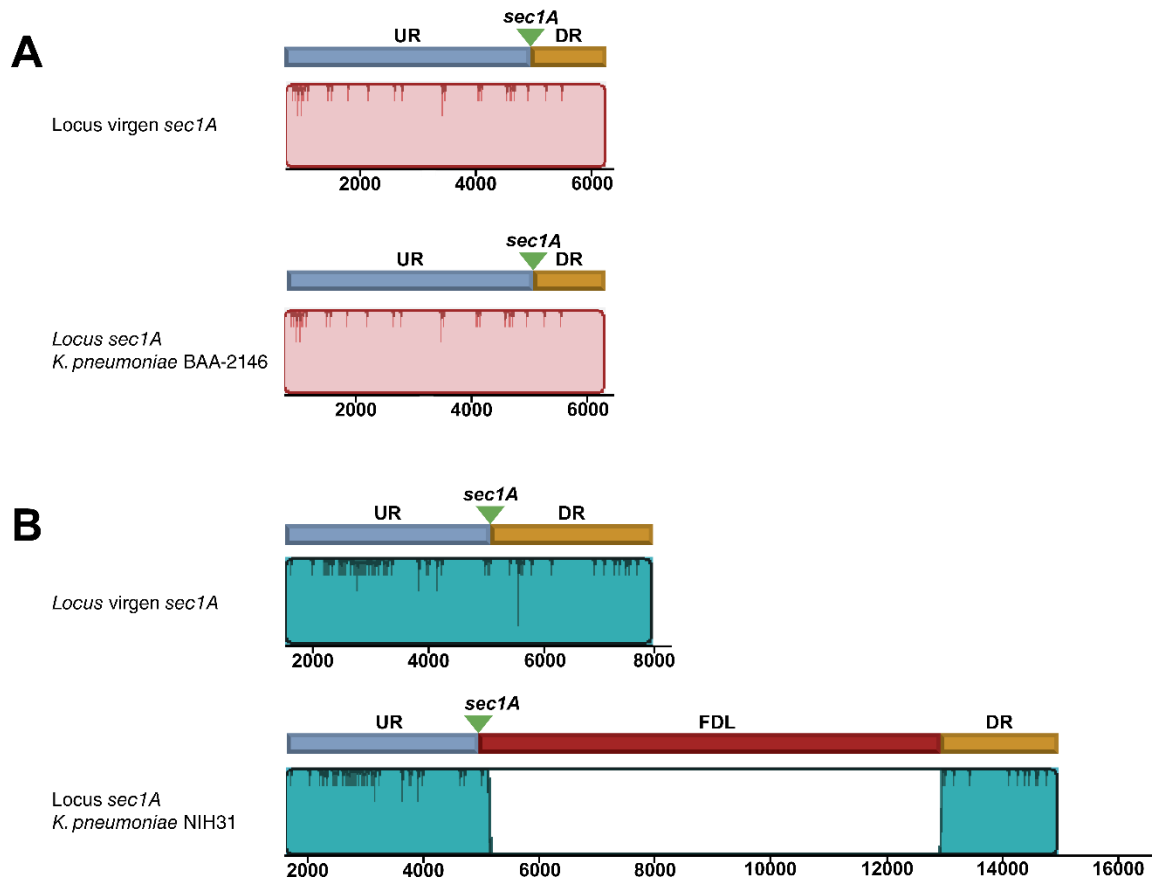 A
sec1A
UR DR
Locus virgen sec1A
2000 4000 6000
sec1A
UR DR
Locus sec1A
K. pneumoniae BAA-2146
2000 4000 6000
B
sec1A
UR DR
Locus virgen sec1A
2000 4000 6000 8000
sec1A
UR FDL DR
Locus sec1A
K. pneumoniae NIH31
2000 4000 6000 8000 10000 12000 14000 16000